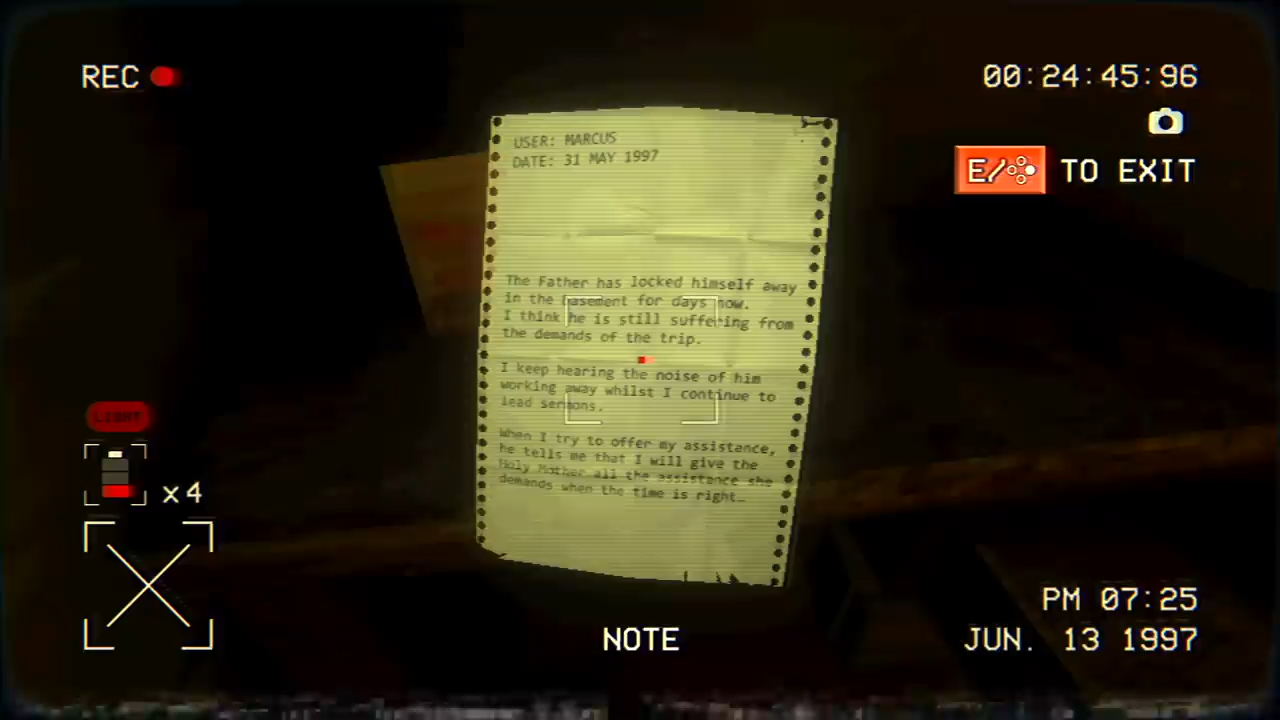 REC
00:24:45:96
E/ TO EXIT
USER: MARCUS
DATE: 31 MAY 1997
The Father has locked himself away
in the basement for days now.
I think he is still suffering from
the demands of the trip.
I keep hearing the noise of him
working away whilst I continue to
lead sermons.
When I try to offer my assistance,
he tells me that I will give the
Holy Mother all the assistance she
demands when the time is right…
LIGHT
x4
NOTE
PM 07:25
JUN. 13 1997